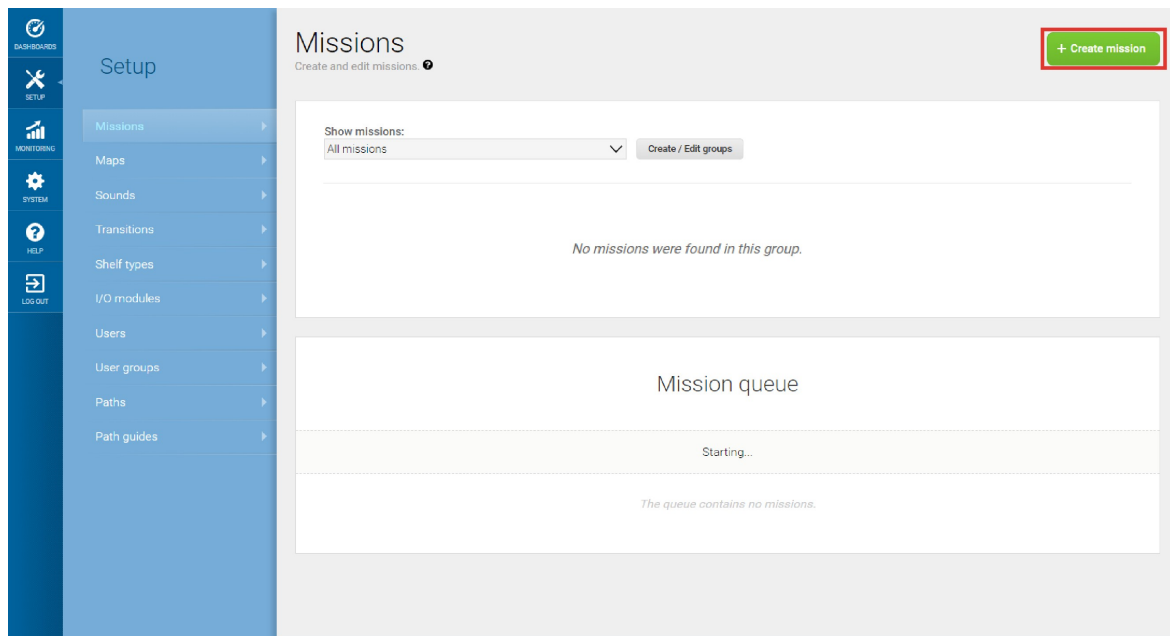 DASHBOARDS
SETUP
MONITORING
SYSTEM
HELP
LOG OUT
Setup
Missions
Maps
Sounds
Transitions
Shelf types
I/O modules
Users
User groups
Paths
Path guides
Missions
Create and edit missions. ?
+ Create mission
Show missions:
All missions
Create / Edit groups
No missions were found in this group.
Mission queue
Starting...
The queue contains no missions.